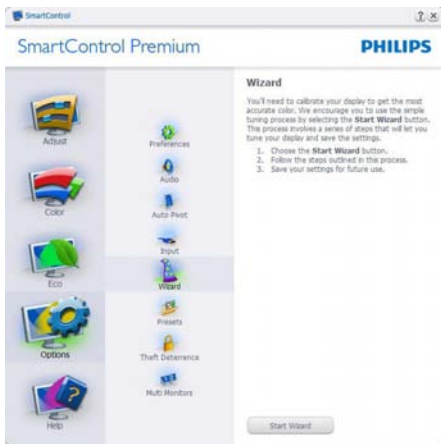 SmartControl
SmartControl Premium
PHILIPS
Adjust
Color
Eco
Options
Help
Preferences
Audio
Auto Pivot
Input
Wizard
Presets
Theft Deterrence
Multi Monitors
Wizard
You'll need to calibrate your display to get the most
accurate color. We encourage you to use the simple
tuning process by selecting the Start Wizard button.
This process involves a series of steps that will let you
tune your display and save the settings.
1. Choose the Start Wizard button.
2. Follow the steps outlined in this process.
3. Save your settings for future use.
Start Wizard